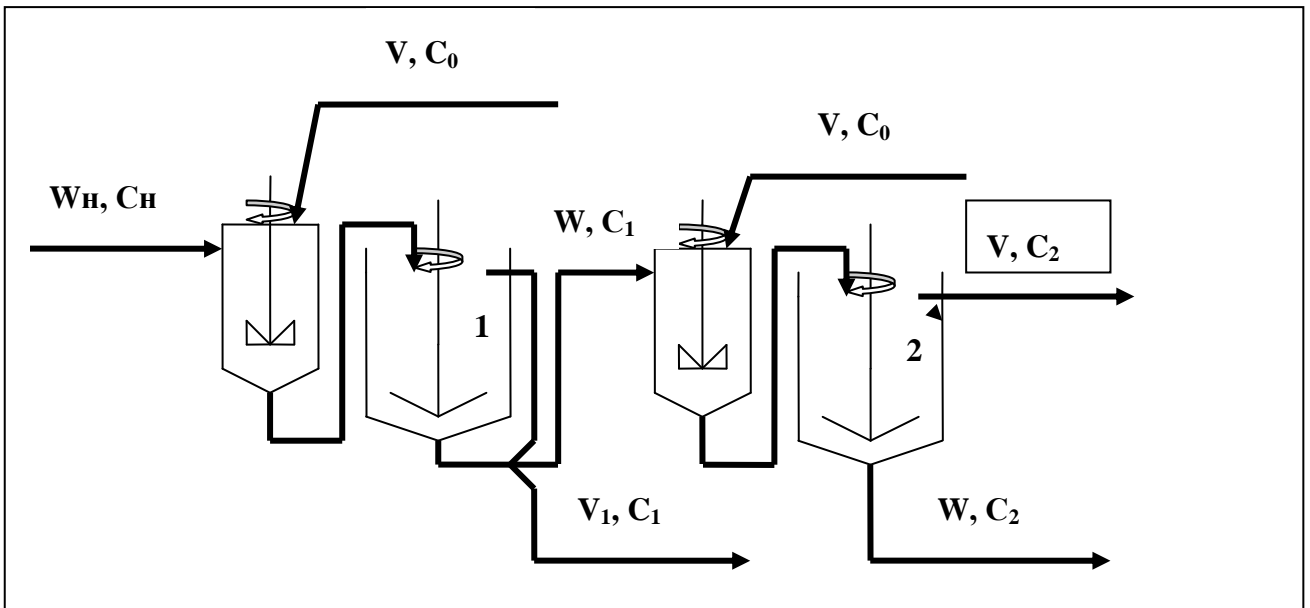 V, C₀
V, C₀
Wн, Cн
W, C₁
V, C₂
1
2
V₁, C₁
W, C₂